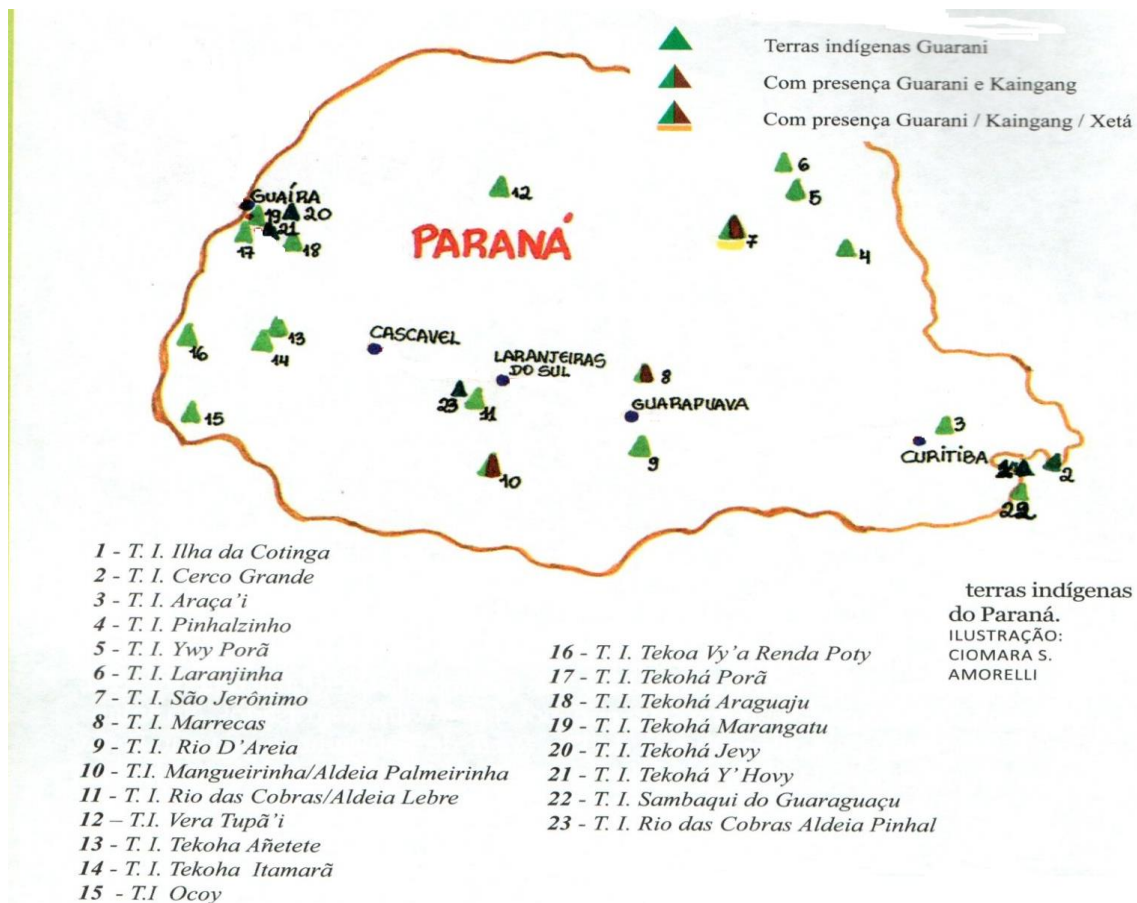 Terras indígenas Guarani
Com presença Guarani e Kaingang
Com presença Guarani / Kaingang / Xetá
6
5
12
GUAÍRA
19
20
21
17
18
PARANÁ
7
4
13
14
16
CASCAVEL
LARANJEIRAS
DO SUL
8
23
11
GUARAPUAVA
15
3
9
CURITIBA
10
1
2
22
1 - T. I. Ilha da Cotinga
2 - T. I. Cerco Grande
3 - T. I. Araça'i
4 - T. I. Pinhalzinho
5 - T. I. Ywy Porã
6 - T. I. Laranjinha
7 - T. I. São Jerônimo
8 - T. I. Marrecas
9 - T. I. Rio D'Areia
10 - T.I. Mangueirinha/Aldeia Palmeirinha
11 - T. I. Rio das Cobras/Aldeia Lebre
12 – T.I. Vera Tupã'i
13 - T. I. Tekoha Añetete
14 - T. I. Tekoha Itamarã
15 - T.I Ocoy
16 - T. I. Tekoa Vy'a Renda Poty
17 - T. I. Tekohá Porã
18 - T. I. Tekohá Araguaju
19 - T. I. Tekohá Marangatu
20 - T. I. Tekohá Jevy
21 - T. I. Tekohá Y'Hovy
22 - T. I. Sambaqui do Guaraguaçu
23 - T. I. Rio das Cobras Aldeia Pinhal
terras indígenas
do Paraná.
ILUSTRAÇÃO:
CIOMARA S.
AMORELLI